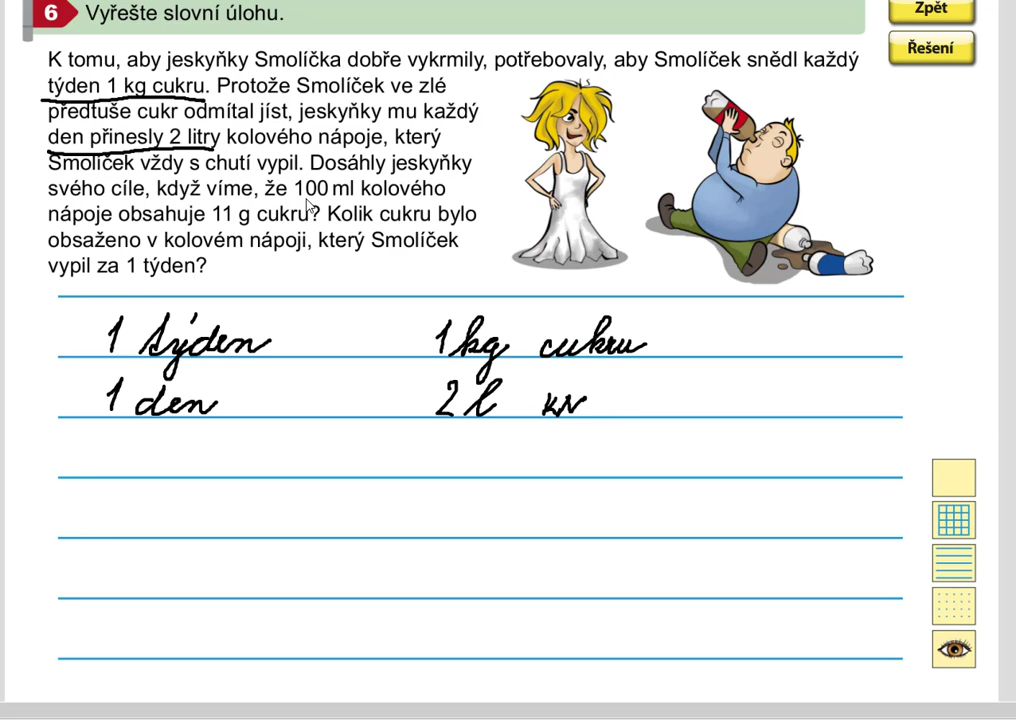 6 Vyřešte slovní úlohu.
Zpět
Řešení
K tomu, aby jeskyňky Smolíčka dobře vykrmily, potřebovaly, aby Smolíček snědl každý
týden 1 kg cukru. Protože Smolíček ve zlé
předtuše cukr odmítal jíst, jeskyňky mu každý
den přinesly 2 litry kolového nápoje, který
Smolíček vždy s chutí vypil. Dosáhly jeskyňky
svého cíle, když víme, že 100 ml kolového
nápoje obsahuje 11 g cukru? Kolik cukru bylo
obsaženo v kolovém nápoji, který Smolíček
vypil za 1 týden?
1 týden 1 kg cukru
1 den 2 l KN